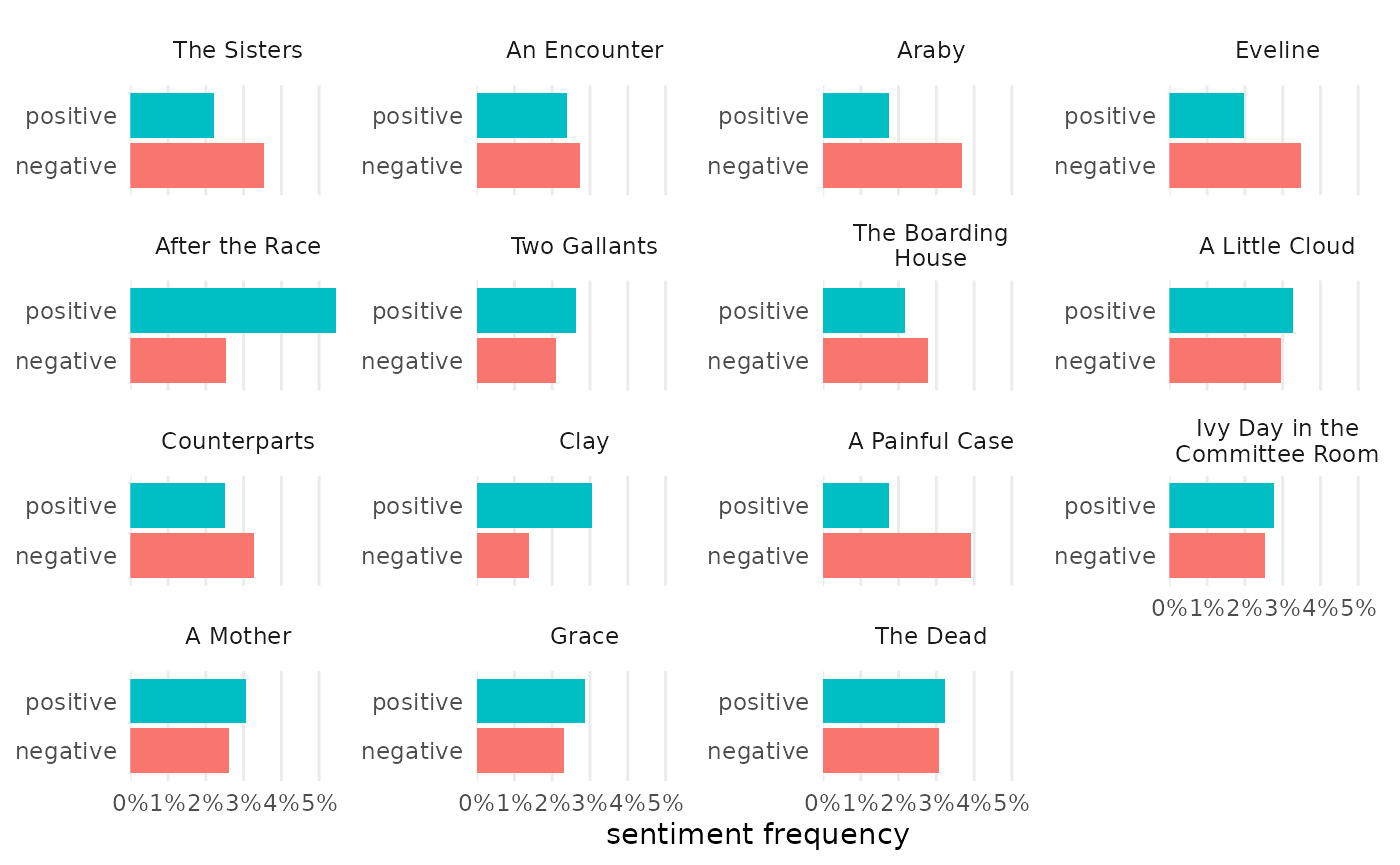 The Sisters
An Encounter
Araby
Eveline
positive
positive
positive
positive
negative
negative
negative
negative
After the Race
Two Gallants
The Boarding
House
A Little Cloud
positive
positive
positive
positive
negative
negative
negative
negative
Counterparts
Clay
A Painful Case
Ivy Day in the
Committee Room
positive
positive
positive
positive
negative
negative
negative
negative
0%1%2%3%4%5%
A Mother
Grace
The Dead
positive
positive
positive
negative
negative
negative
0%1%2%3%4%5%
0%1%2%3%4%5%
0%1%2%3%4%5%
sentiment frequency